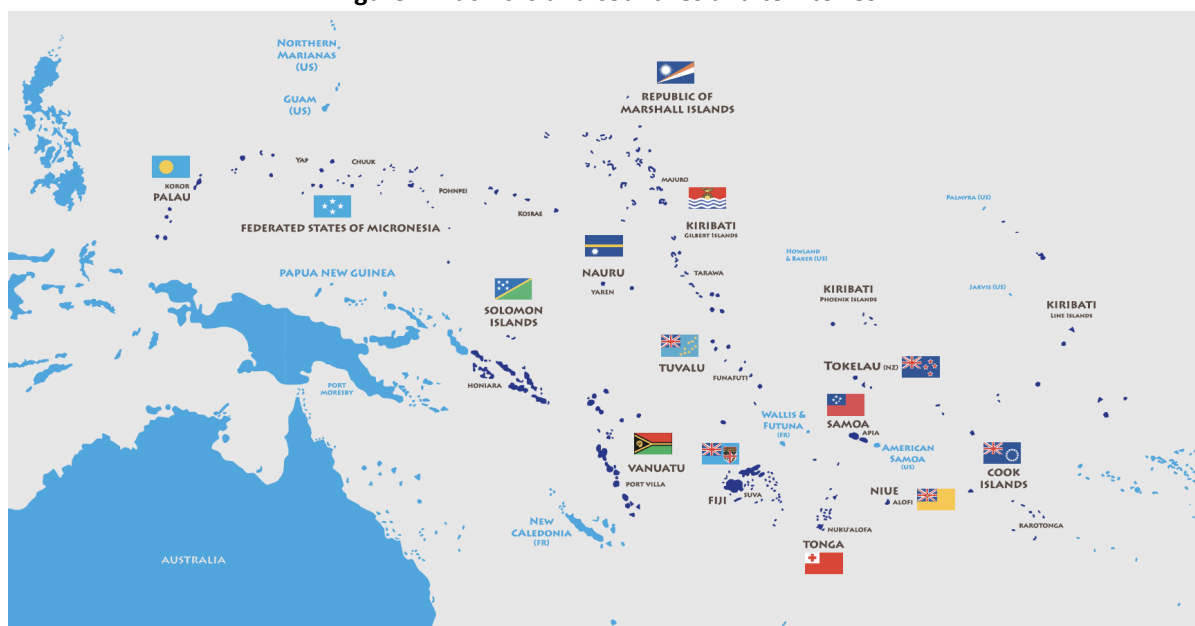 NORTHERN
MARIANAS
(US)
GUAM
(US)
REPUBLIC OF
MARSHALL ISLANDS
YAP
CHUUK
KOROR
PALAU
POHNPEI
MAJURO
KOSRAE
FEDERATED STATES OF MICRONESIA
KIRIBATI
GILBERT ISLANDS
PALMYRA (US)
HOWLAND
& BAKER (US)
PAPUA NEW GUINEA
NAURU
YAREN
TARAWA
KIRIBATI
PHOENIX ISLANDS
JARVIS (US)
KIRIBATI
LINE ISLANDS
SOLOMON
ISLANDS
TUVALU
FUNAFUTI
TOKELAU (NZ)
HONIARA
PORT
MORESBY
WALLIS &
FUTUNA
(FR)
SAMOA
APIA
AMERICAN
SAMOA
(US)
VANUATU
PORT VILLA
FIJI
SUVA
NIUE
ALOFI
COOK
ISLANDS
NEW
CALEDONIA
(FR)
NUKU'ALOFA
TONGA
RAROTONGA
AUSTRALIA